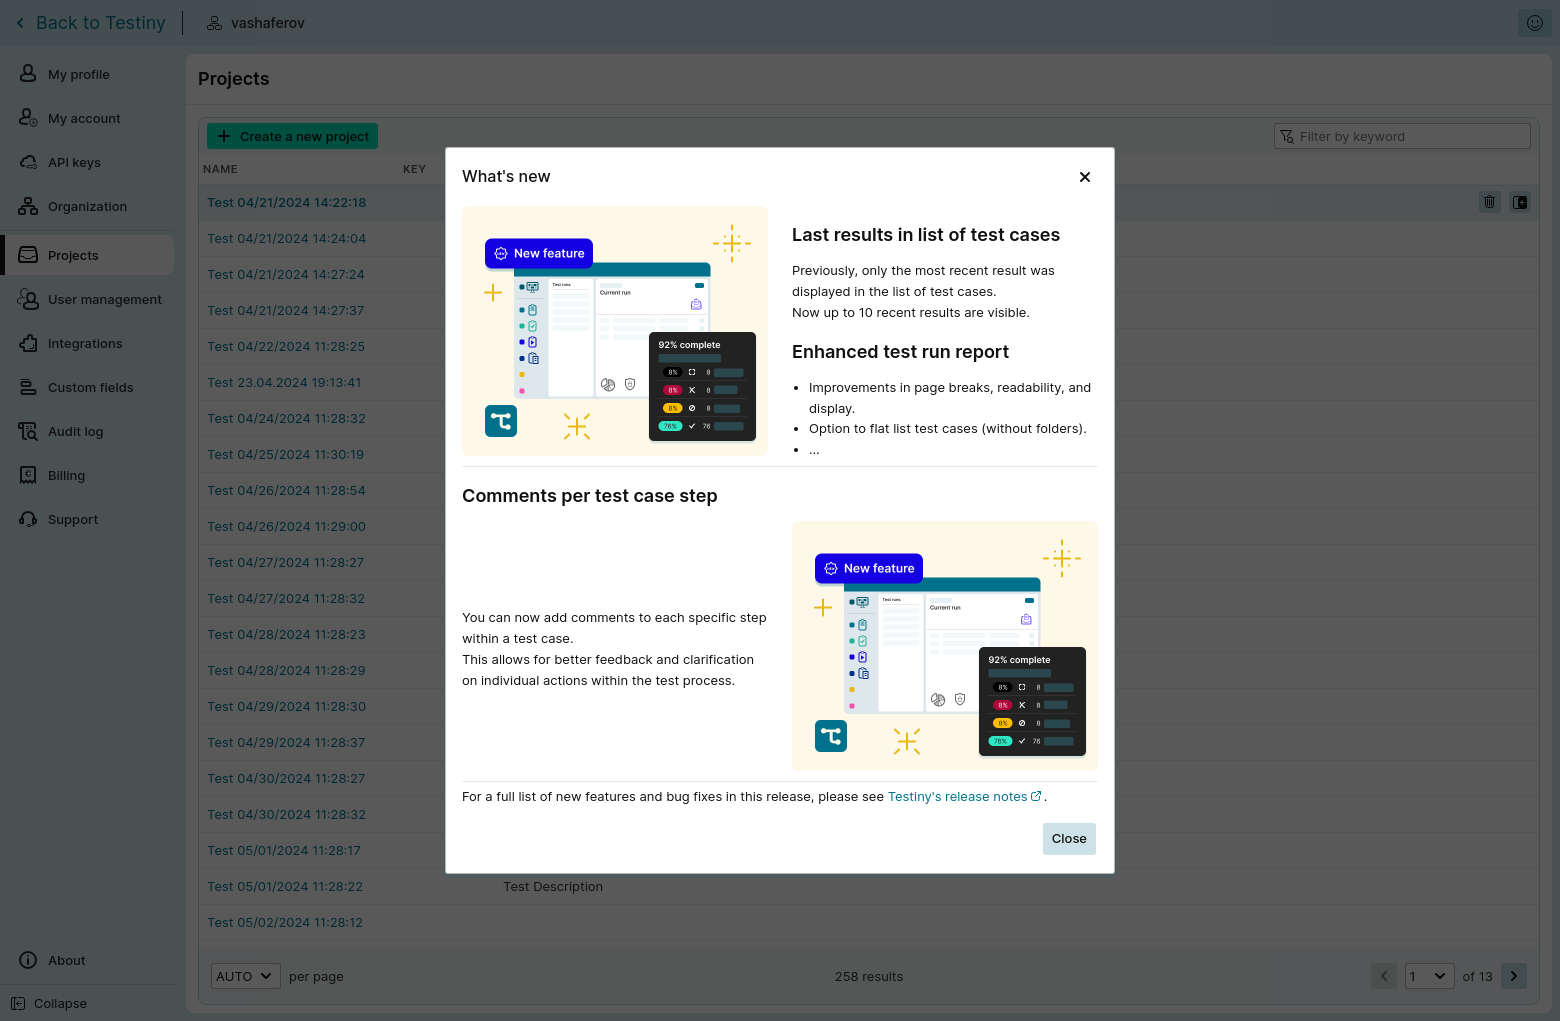 Back to Testiny
vashaferov
My profile
My account
API keys
Organization
Projects
User management
Integrations
Custom fields
Audit log
Billing
Support
About
Collapse
Projects
Create a new project
Filter by keyword
NAME KEY
Test 04/21/2024 14:22:18
Test 04/21/2024 14:24:04
Test 04/21/2024 14:27:24
Test 04/21/2024 14:27:37
Test 04/22/2024 11:28:25
Test 23.04.2024 19:13:41
Test 04/24/2024 11:28:32
Test 04/25/2024 11:30:19
Test 04/26/2024 11:28:54
Test 04/26/2024 11:29:00
Test 04/27/2024 11:28:27
Test 04/27/2024 11:28:32
Test 04/28/2024 11:28:23
Test 04/28/2024 11:28:29
Test 04/29/2024 11:28:30
Test 04/29/2024 11:28:37
Test 04/30/2024 11:28:27
Test 04/30/2024 11:28:32
Test 05/01/2024 11:28:17
Test 05/01/2024 11:28:22 Test Description
Test 05/02/2024 11:28:12
AUTO per page
258 results
1 of 13
What's new
New feature
Test runs
Current run
92% complete
8% 8
8% 8
8% 8
76% 76
Last results in list of test cases
Previously, only the most recent result was
displayed in the list of test cases.
Now up to 10 recent results are visible.
Enhanced test run report
• Improvements in page breaks, readability, and
display.
• Option to flat list test cases (without folders).
• ...
Comments per test case step
You can now add comments to each specific step
within a test case.
This allows for better feedback and clarification
on individual actions within the test process.
New feature
Test runs
Current run
92% complete
8% 8
8% 8
8% 8
76% 76
For a full list of new features and bug fixes in this release, please see Testiny's release notes .
Close